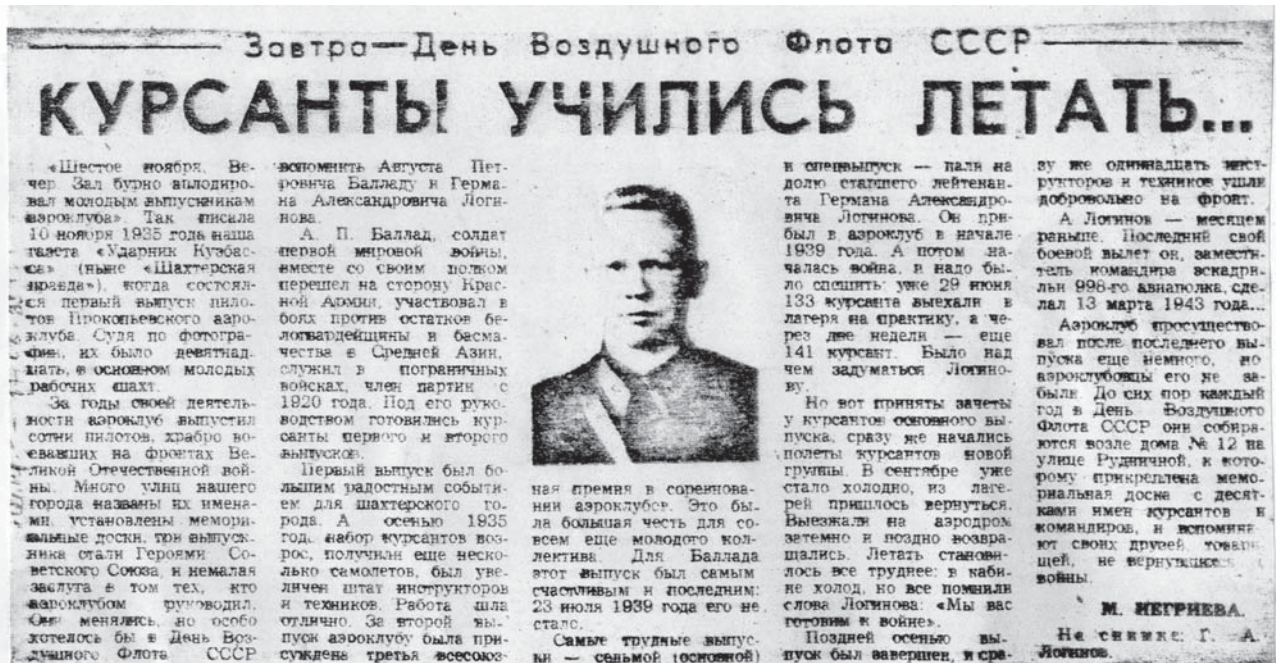 Завтра—День Воздушного Флота СССР
КУРСАНТЫ УЧИЛИСЬ ЛЕТАТЬ...
«Шестое ноября. Ве-
чер. Зал бурно аплодиро-
вал молодым выпускникам
аэроклуба». Так писала
10 ноября 1935 года наша
газета «Ударник Кузбас-
са» (ныне «Шахтерская
правда»), когда состоял-
ся первый выпуск пило-
тов Прокопьевского аэро-
клуба. Судя по фотогра-
фии, их было девятнад-
цать, в основном молодых
рабочих шахт.
За годы своей деятель-
ности аэроклуб выпустил
сотни пилотов, храбро во-
евавших на фронтах Ве-
ликой Отечественной вой-
ны. Много улиц нашего
города названы их имена-
ми, установлены мемори-
альные доски, три выпуск-
ника стали Героями Со-
ветского Союза, и немалая
заслуга в том тех, кто
аэроклубом руководил.
Они менялись, но особо
хотелось бы в День Воз-
душного Флота СССР
вспомнить Августа Пет-
ровича Балладу и Герма-
на Александровича Логи-
нова.
А. П. Баллад, солдат
первой мировой войны,
вместе со своим полком
перешел на сторону Крас-
ной Армии, участвовал в
боях против остатков бе-
логвардейщины и басма-
чества в Средней Азии,
служил в пограничных
войсках, член партии с
1920 года. Под его руко-
водством готовились кур-
санты первого и второго
выпусков.
Первый выпуск был бо-
льшим радостным событи-
ем для шахтерского го-
рода. А осенью 1935
года набор курсантов воз-
рос, получили еще неско-
лько самолетов, был уве-
личен штат инструкторов
и техников. Работа шла
отлично. За второй вы-
пуск аэроклубу была при-
суждена третья всесоюз-
ная премия в соревнова-
нии аэроклубов. Это бы-
ла большая честь для со-
всем еще молодого кол-
лектива. Для Баллада
этот выпуск был самым
счастливым и последним:
23 июля 1939 года его не
стало.
Самые трудные выпус-
ки — седьмой (основной)
и спецвыпуск — пали на
долю старшего лейтенан-
та Германа Александро-
вича Логинова. Он при-
был в аэроклуб в начале
1939 года. А потом на-
чалась война, и надо бы-
ло спешить: уже 29 июня
133 курсанта выехали в
лагеря на практику, а че-
рез две недели — еще
141 курсант. Было над
чем задуматься Логино-
ву.
Но вот приняты зачеты
у курсантов основного вы-
пуска, сразу же начались
полеты курсантов новой
группы. В сентябре уже
стало холодно, из лаге-
рей пришлось вернуться.
Выезжали на аэродром
затемно и поздно возвра-
щались. Летать станови-
лось все труднее: в каби-
не холод, но все помнили
слова Логинова: «Мы вас
готовим к войне».
Поздней осенью вы-
пуск был завершен, и сра-
зу же одиннадцать инст-
рукторов и техников ушли
добровольно на фронт.
А Логинов — месяцем
раньше. Последний свой
боевой вылет он, замести-
тель командира эскадри-
льи 998-го авиаполка, сде-
лал 13 марта 1943 года...
Аэроклуб просущество-
вал после последнего вы-
пуска еще немного, но
аэроклубовцы его не за-
были. До сих пор каждый
год в День Воздушного
Флота СССР они собира-
ются возле дома № 12 на
улице Рудничной, к кото-
рому прикреплена мемо-
риальная доска с десят-
ками имен курсантов и
командиров, и вспомина-
ют своих друзей, товари-
щей, не вернувшихся с
войны.
М. НЕГРИЕВА.
На снимке: Г. А.
Логинов.